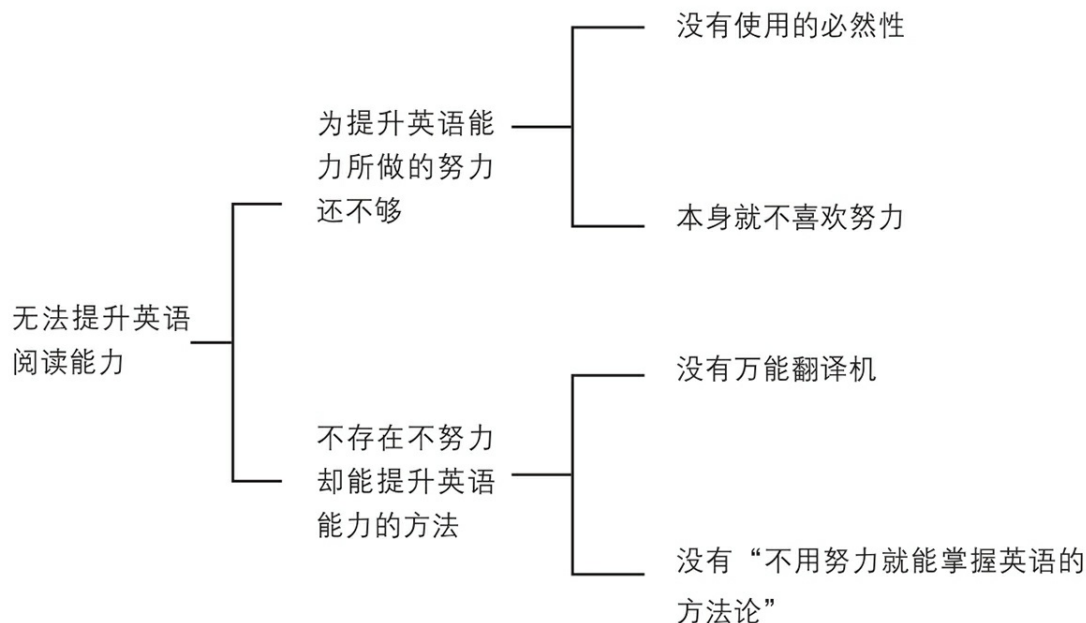 没有使用的必然性
为提升英语能
力所做的努力
还不够
本身就不喜欢努力
无法提升英语
阅读能力
没有万能翻译机
不存在不努力
却能提升英语
能力的方法
没有“不用努力就能掌握英语的
方法论”